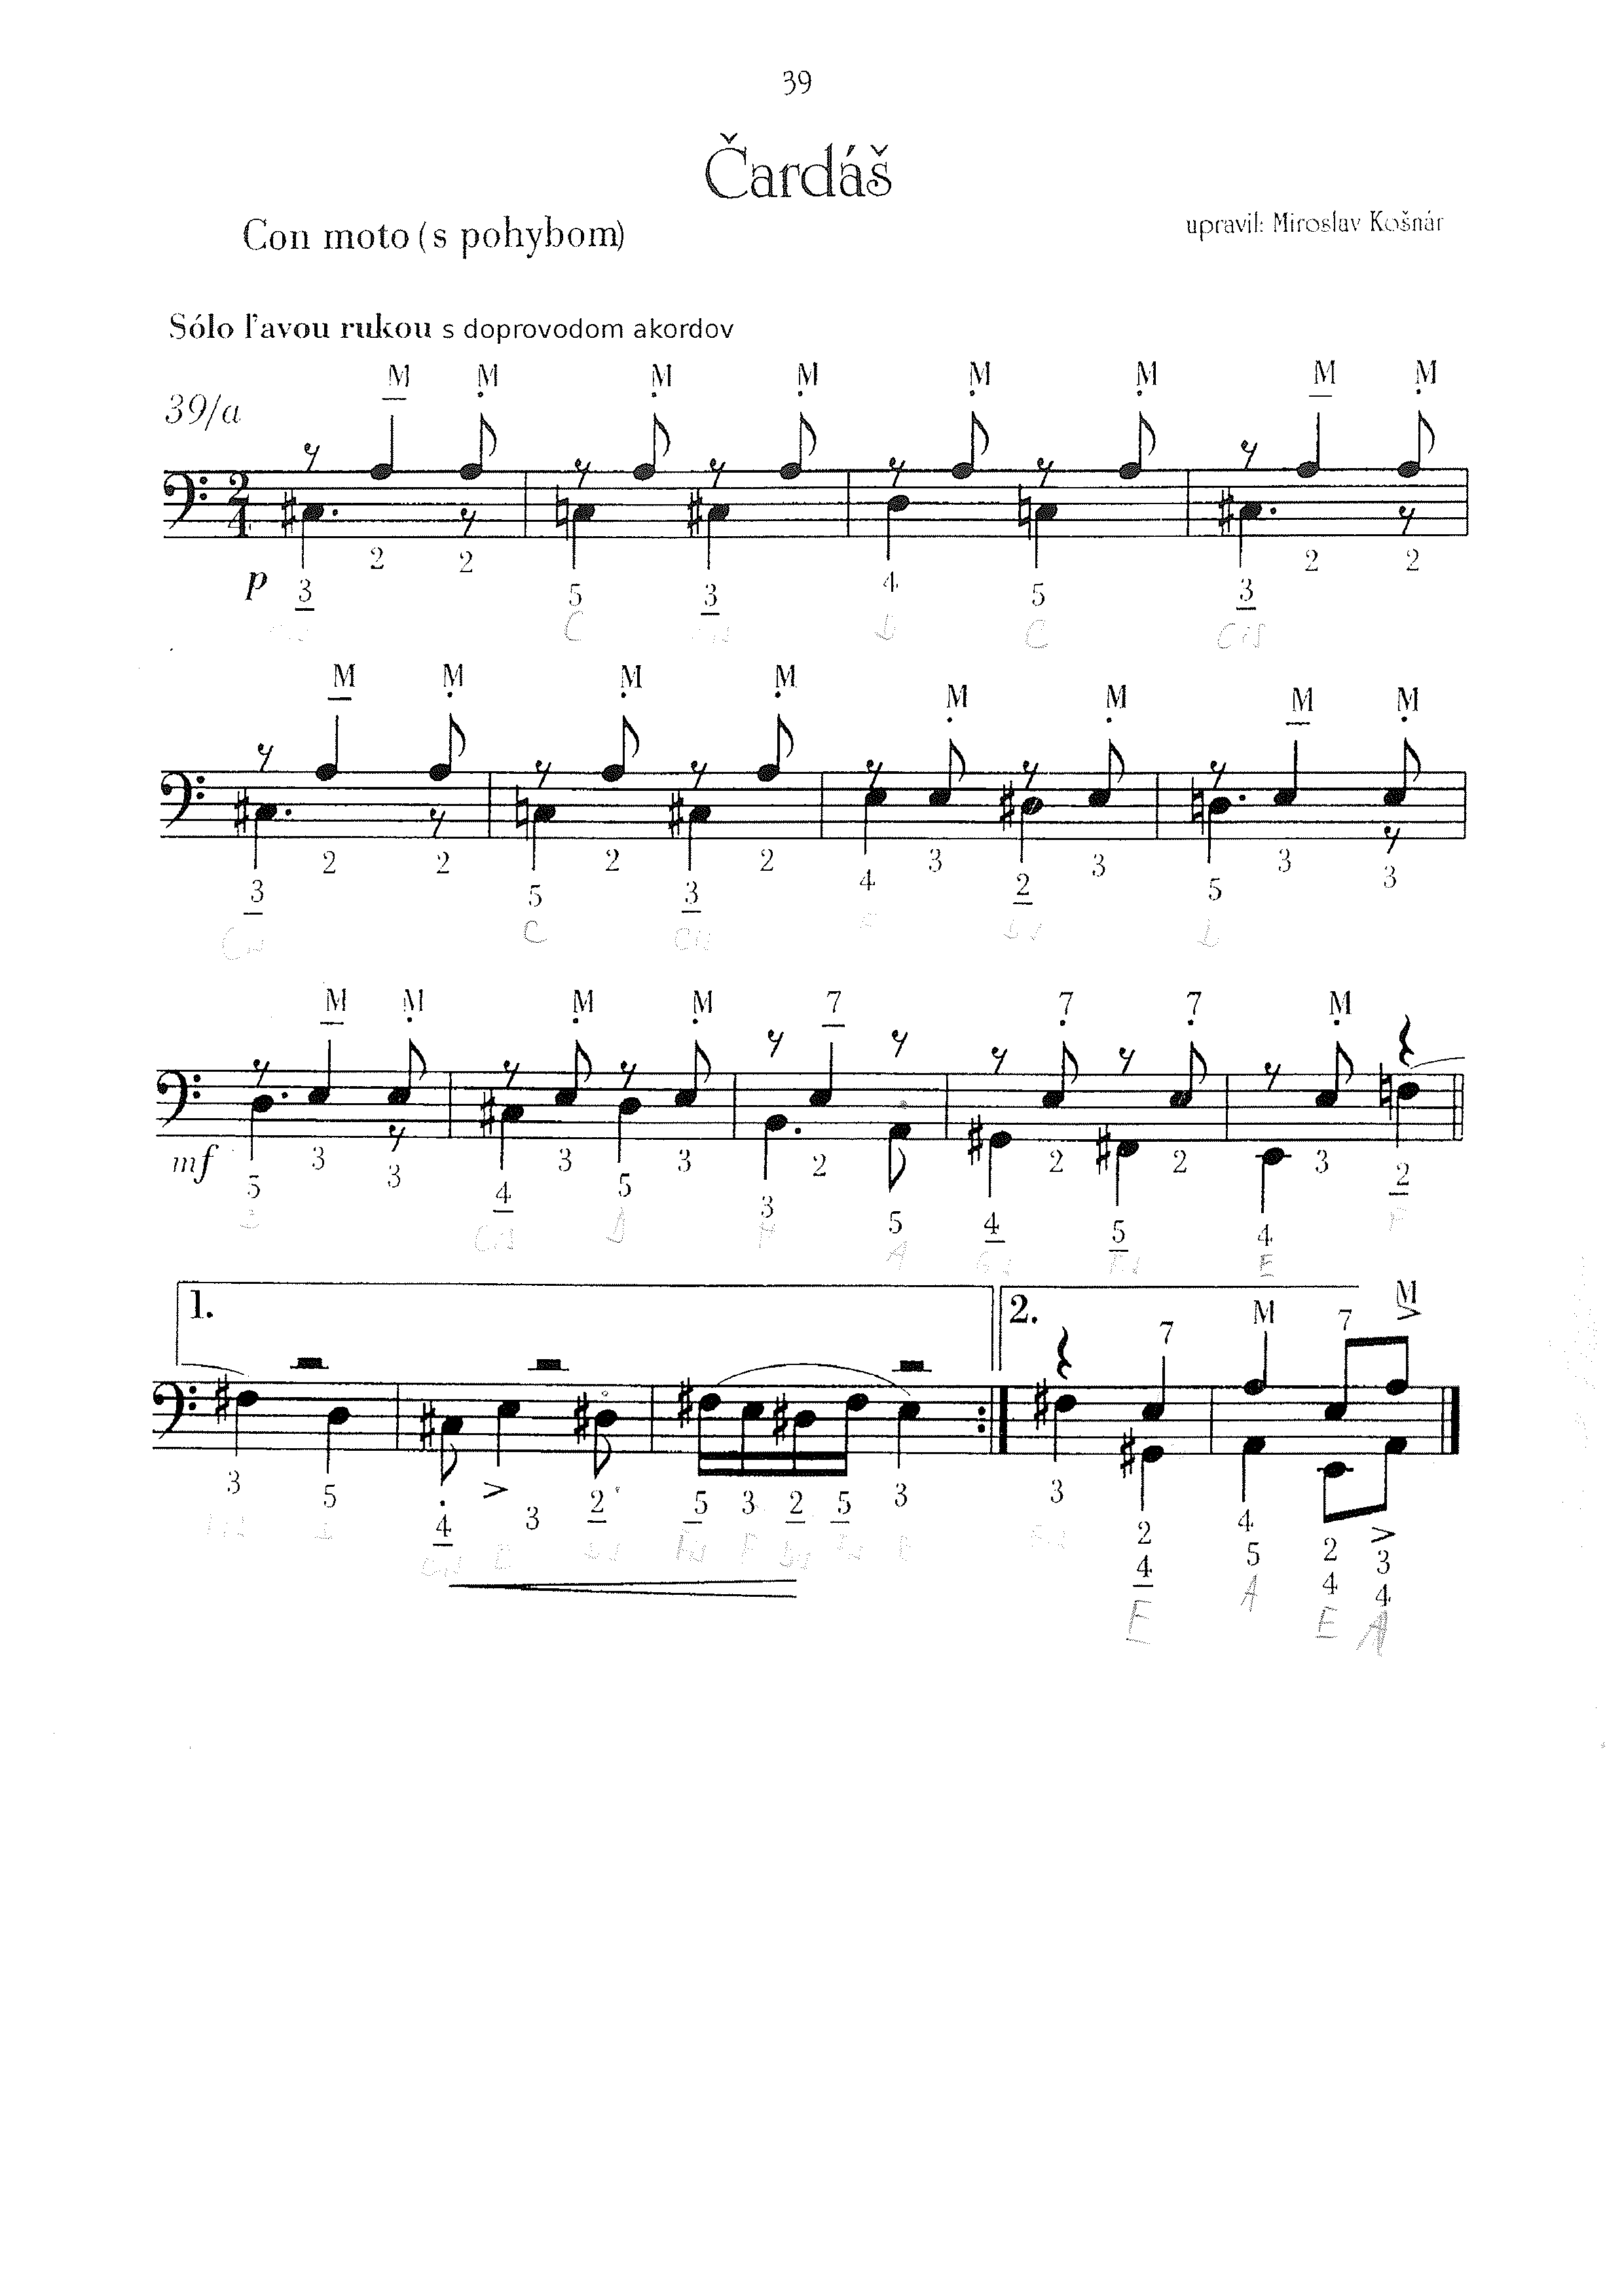 39
Čardáš
Con moto (s pohybom)
upravil: Miroslav Košnár
Sólo ľavou rukou s doprovodom akordov
39/a
M M M M M M M M
p 3 2 2 5 3 4 5 3 2 2
C D C Cis
M M M M M M M M
3 2 2 5 2 3 2 4 3 2 3 5 3 3
C Cis
M M M M 7 7 7 M
mf 5 3 3 4 3 5 3 3 2 5 4 2 5 2 4 3 2
Cis D H A E F
1. 2. 7 M 7 M
3 5 4 3 2 5 3 2 5 3 3 2 4 4 5 2 4 3 4
E A E A